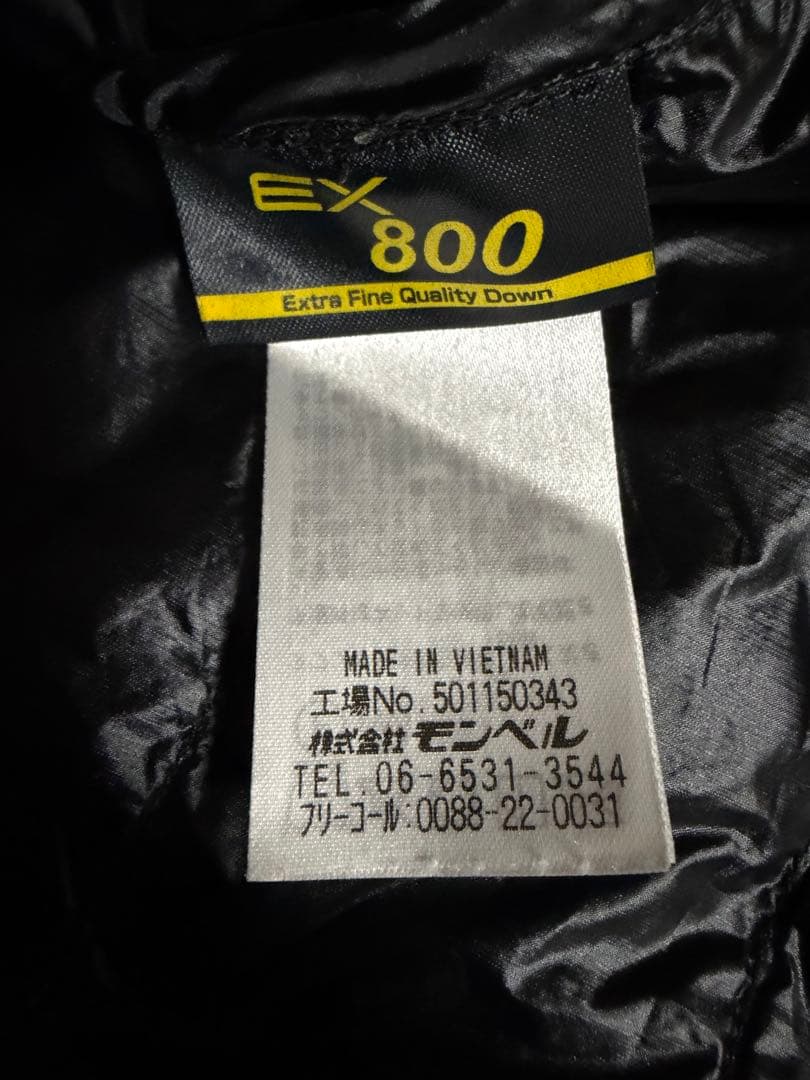 EX
800
Extra Fine Quality Down
MADE IN VIETNAM
工場No.501150343
株式会社 モンベル
TEL.06-6531-3544
フリーコール:0088-22-0031